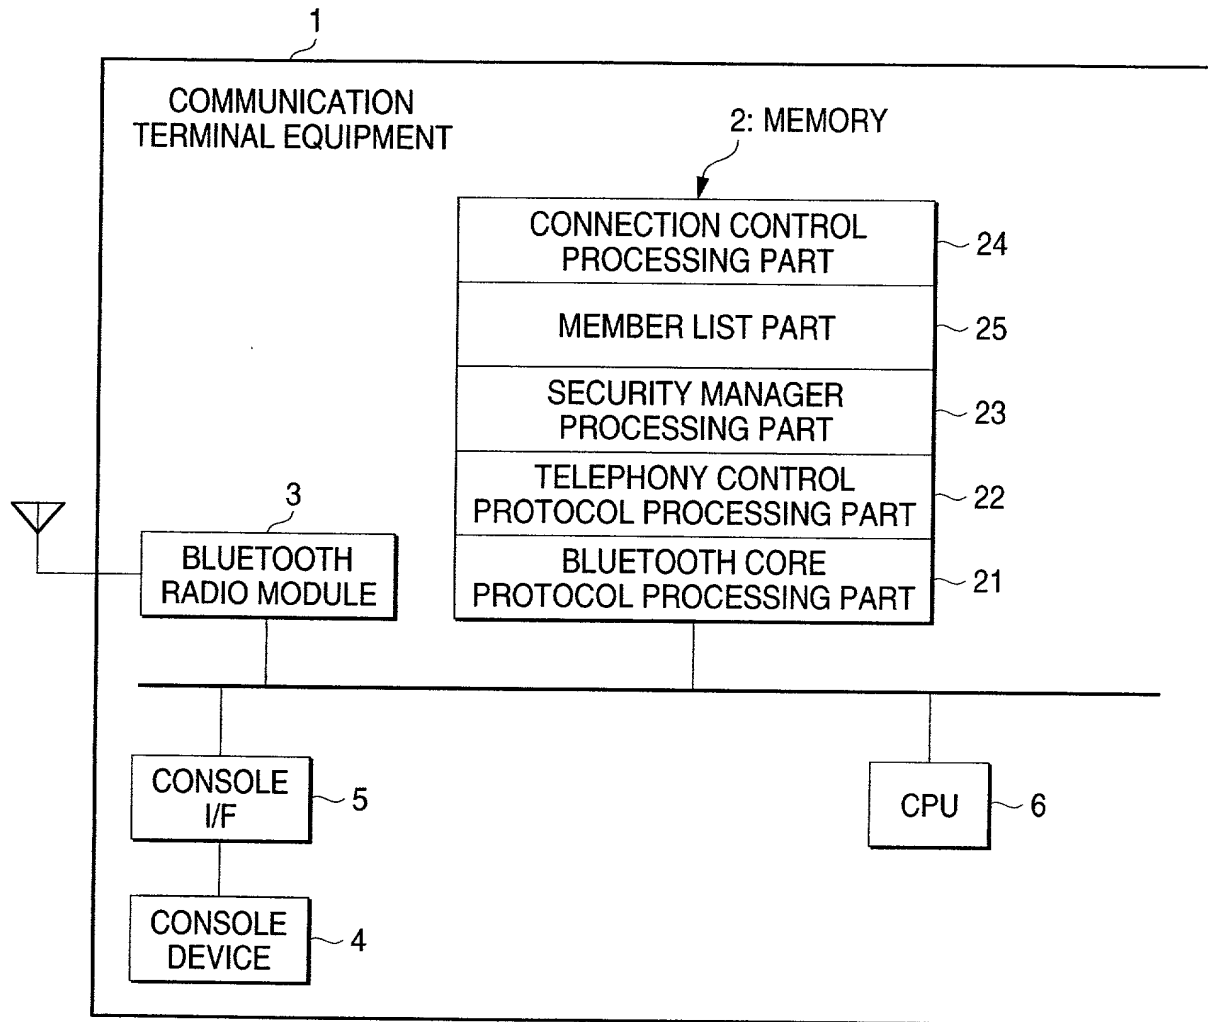 1
COMMUNICATION
TERMINAL EQUIPMENT
2: MEMORY
CONNECTION CONTROL
PROCESSING PART
24
MEMBER LIST PART
25
SECURITY MANAGER
PROCESSING PART
23
TELEPHONY CONTROL
PROTOCOL PROCESSING PART
22
BLUETOOTH CORE
PROTOCOL PROCESSING PART
21
3
BLUETOOTH
RADIO MODULE
CONSOLE
I/F
5
CPU
6
CONSOLE
DEVICE
4